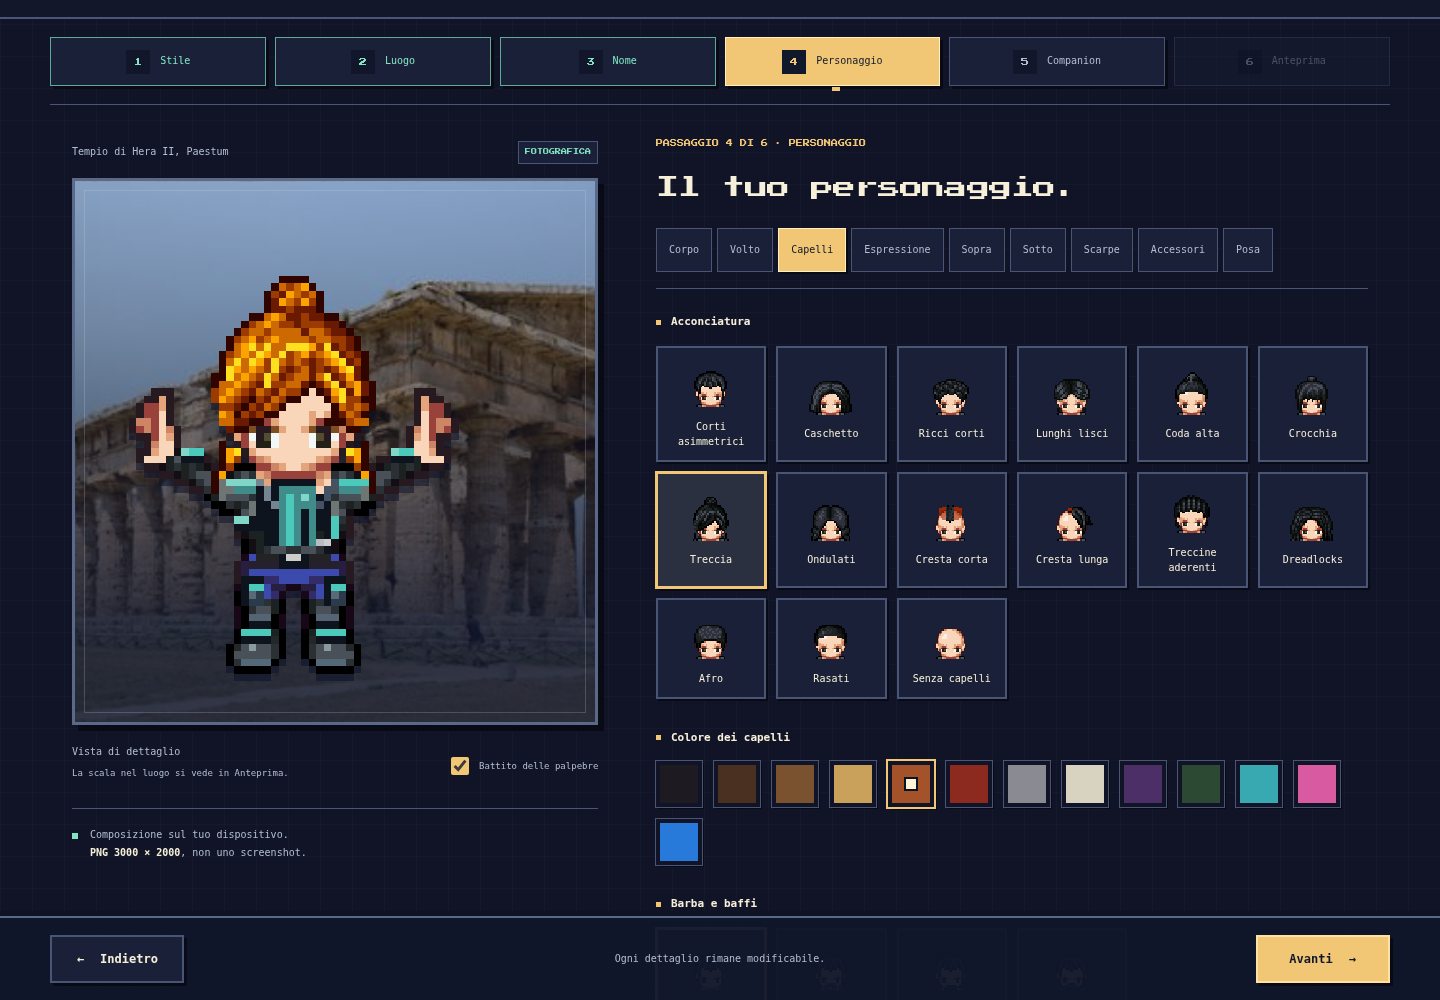 1 Stile
2 Luogo
3 Nome
4 Personaggio
5 Companion
6 Anteprima
Tempio di Hera II, Paestum
FOTOGRAFICA
Vista di dettaglio
La scala nel luogo si vede in Anteprima.
Battito delle palpebre
Composizione sul tuo dispositivo.
PNG 3000 × 2000, non uno screenshot.
PASSAGGIO 4 DI 6 · PERSONAGGIO
Il tuo personaggio.
Corpo
Volto
Capelli
Espressione
Sopra
Sotto
Scarpe
Accessori
Posa
Acconciatura
Corti
asimmetrici
Caschetto
Ricci corti
Lunghi lisci
Coda alta
Crocchia
Treccia
Ondulati
Cresta corta
Cresta lunga
Treccine
aderenti
Dreadlocks
Afro
Rasati
Senza capelli
Colore dei capelli
Barba e baffi
← Indietro
Ogni dettaglio rimane modificabile.
Avanti →